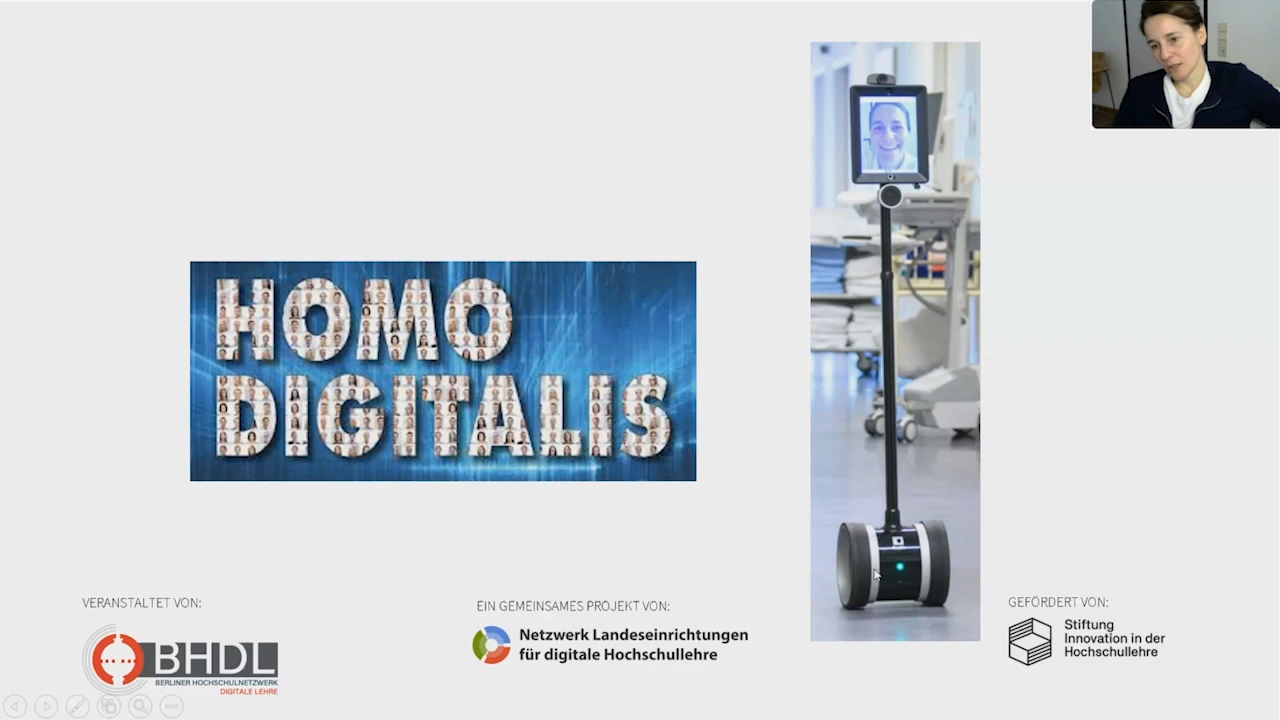 HOMO
DIGITALIS
VERANSTALTET VON:
BHDL
BERLINER HOCHSCHULNETZWERK
DIGITALE LEHRE
EIN GEMEINSAMES PROJEKT VON:
Netzwerk Landeseinrichtungen
für digitale Hochschullehre
GEFÖRDERT VON:
Stiftung
Innovation in der
Hochschullehre